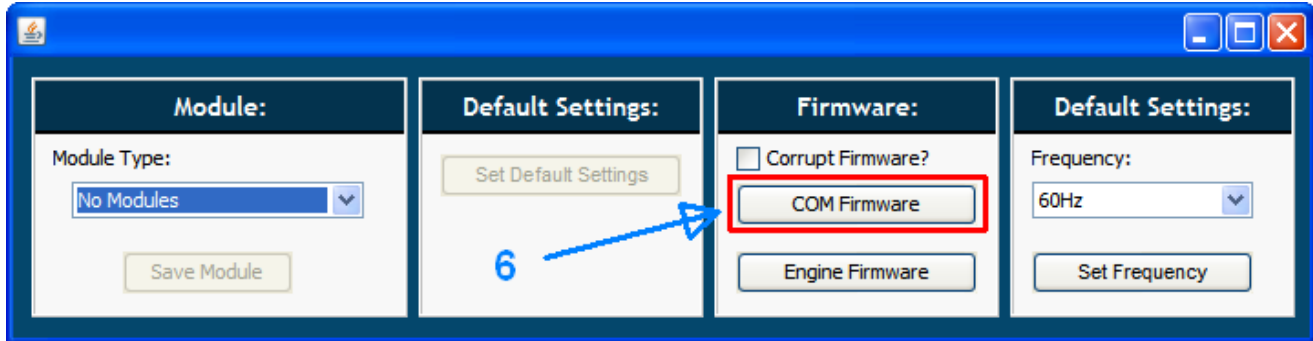 Module:
Module Type:
No Modules
Save Module
Default Settings:
Set Default Settings
6
Firmware:
Corrupt Firmware?
COM Firmware
Engine Firmware
Default Settings:
Frequency:
60Hz
Set Frequency